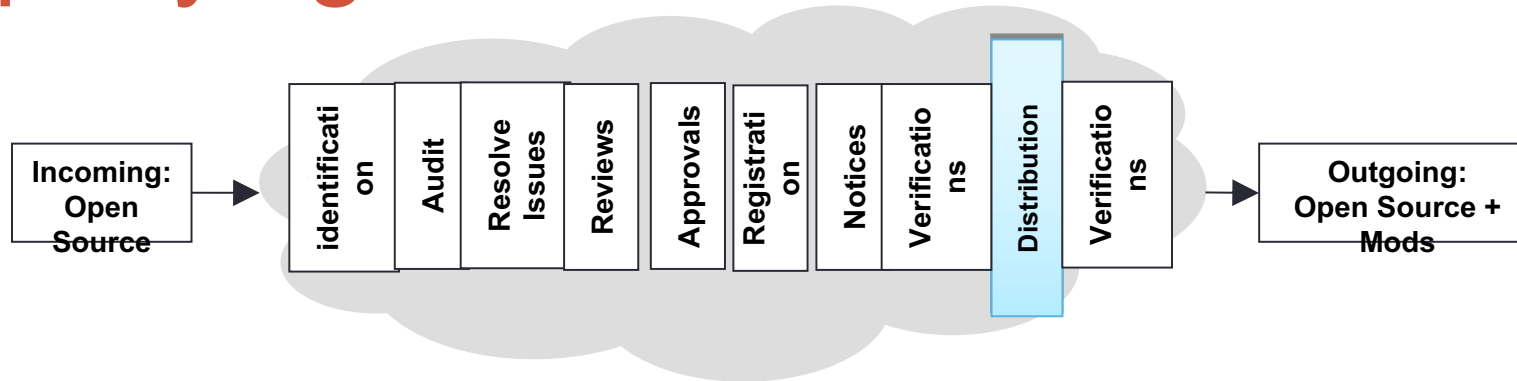 Incoming:
Open
Source
identificati
on
Audit
Resolve
Issues
Reviews
Approvals
Registrati
on
Notices
Verificatio
ns
Distribution
Verificatio
ns
Outgoing:
Open Source +
Mods